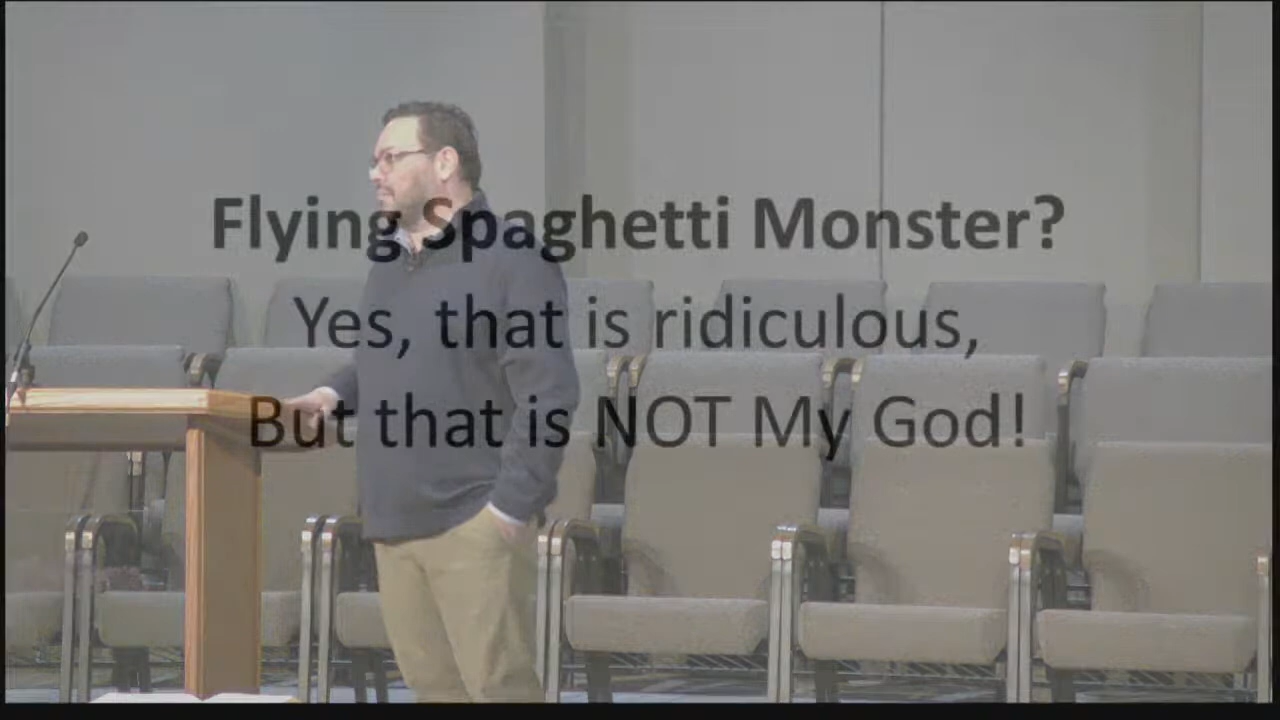 Flying Spaghetti Monster?
Yes, that is ridiculous,
But that is NOT My God!